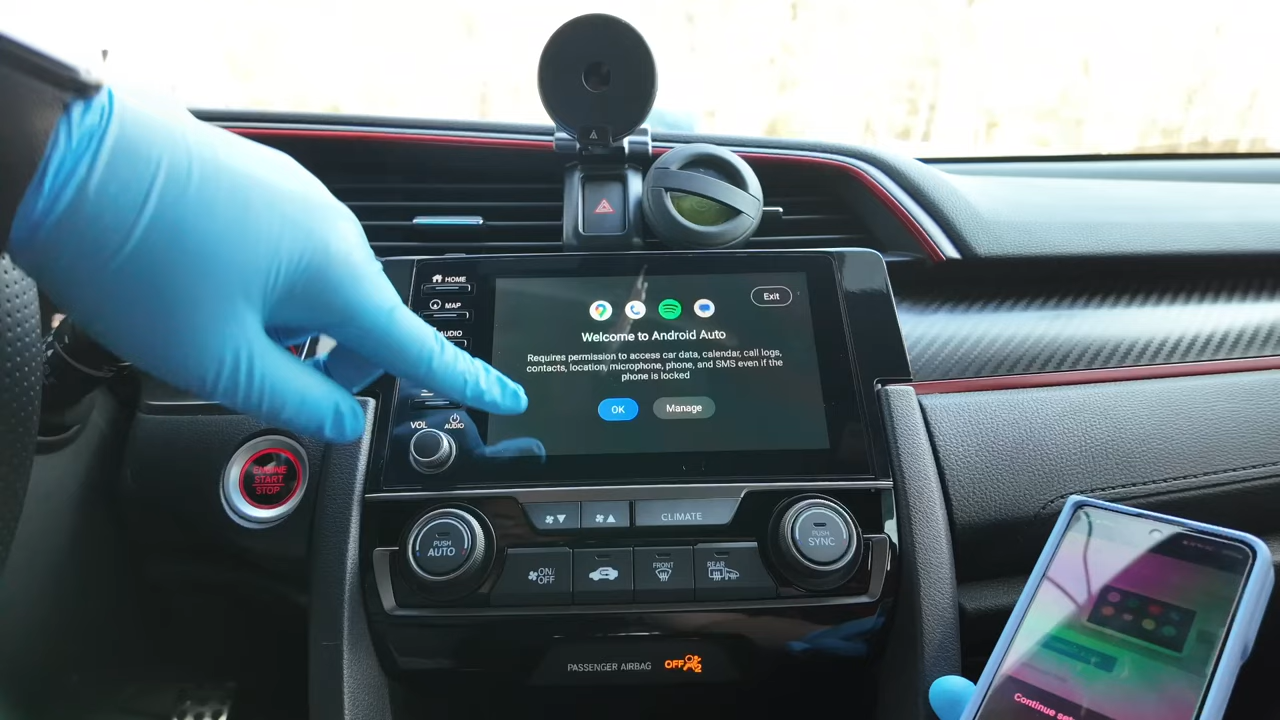 HOME
MAP
AUDIO
Exit
Welcome to Android Auto
Requires permission to access car data, calendar, call logs,
contacts, location, microphone, phone, and SMS even if the
phone is locked
OK
Manage
VOL
AUDIO
ENGINE
START
STOP
CLIMATE
PUSH
AUTO
PUSH
SYNC
ON/
OFF
FRONT
REAR
PASSENGER AIRBAG
OFF
2
Continue